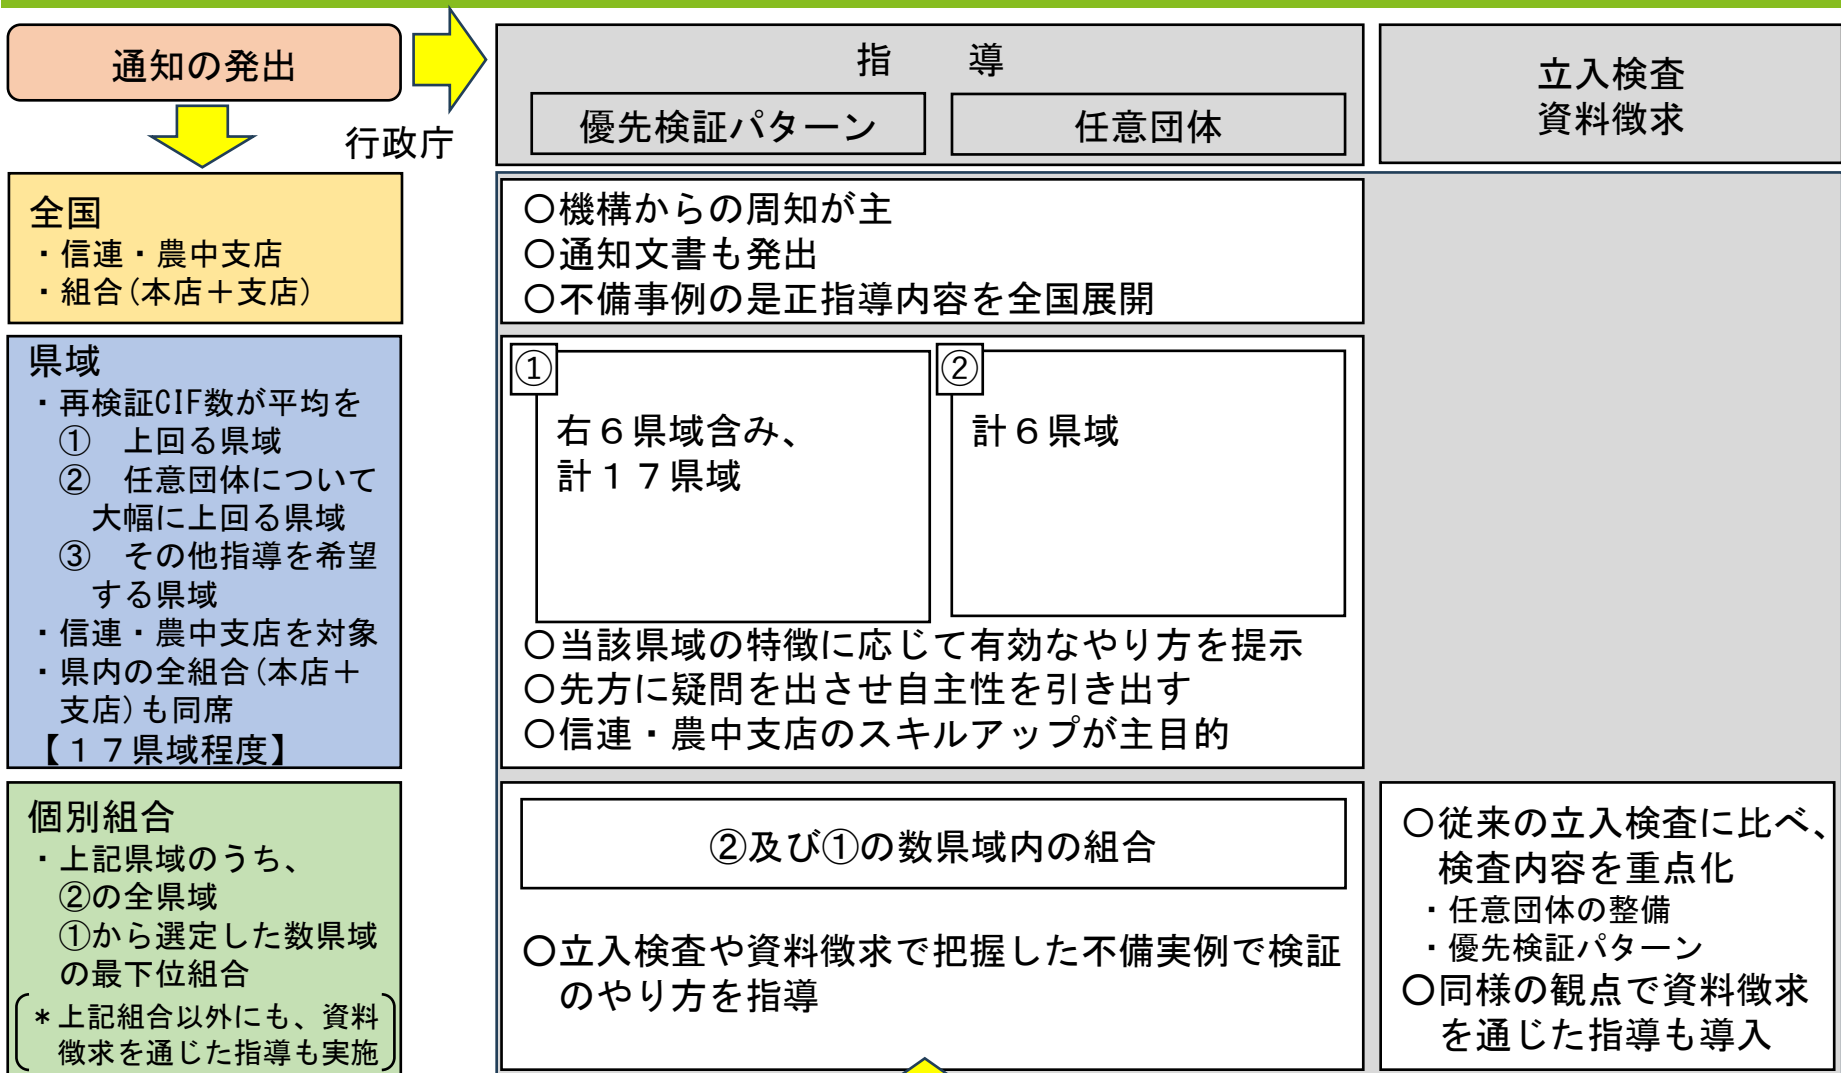 通知の発出
行政庁
指　　導
優先検証パターン
任意団体
立入検査
資料徴求
全国
・信連・農中支店
・組合(本店＋支店)
〇機構からの周知が主
〇通知文書も発出
〇不備事例の是正指導内容を全国展開
県域
・再検証CIF数が平均を
①　上回る県域
②　任意団体について
大幅に上回る県域
③　その他指導を希望
する県域
・信連・農中支店を対象
・県内の全組合(本店＋
支店)も同席
【１７県域程度】
①
右６県域含み、
計１７県域
②
計６県域
〇当該県域の特徴に応じて有効なやり方を提示
〇先方に疑問を出させ自主性を引き出す
〇信連・農中支店のスキルアップが主目的
個別組合
・上記県域のうち、
②の全県域
①から選定した数県域
の最下位組合
＊上記組合以外にも、資料
徴求を通じた指導も実施
②及び①の数県域内の組合
〇立入検査や資料徴求で把握した不備実例で検証
のやり方を指導
〇従来の立入検査に比べ、
検査内容を重点化
・任意団体の整備
・優先検証パターン
〇同様の観点で資料徴求
を通じた指導も導入